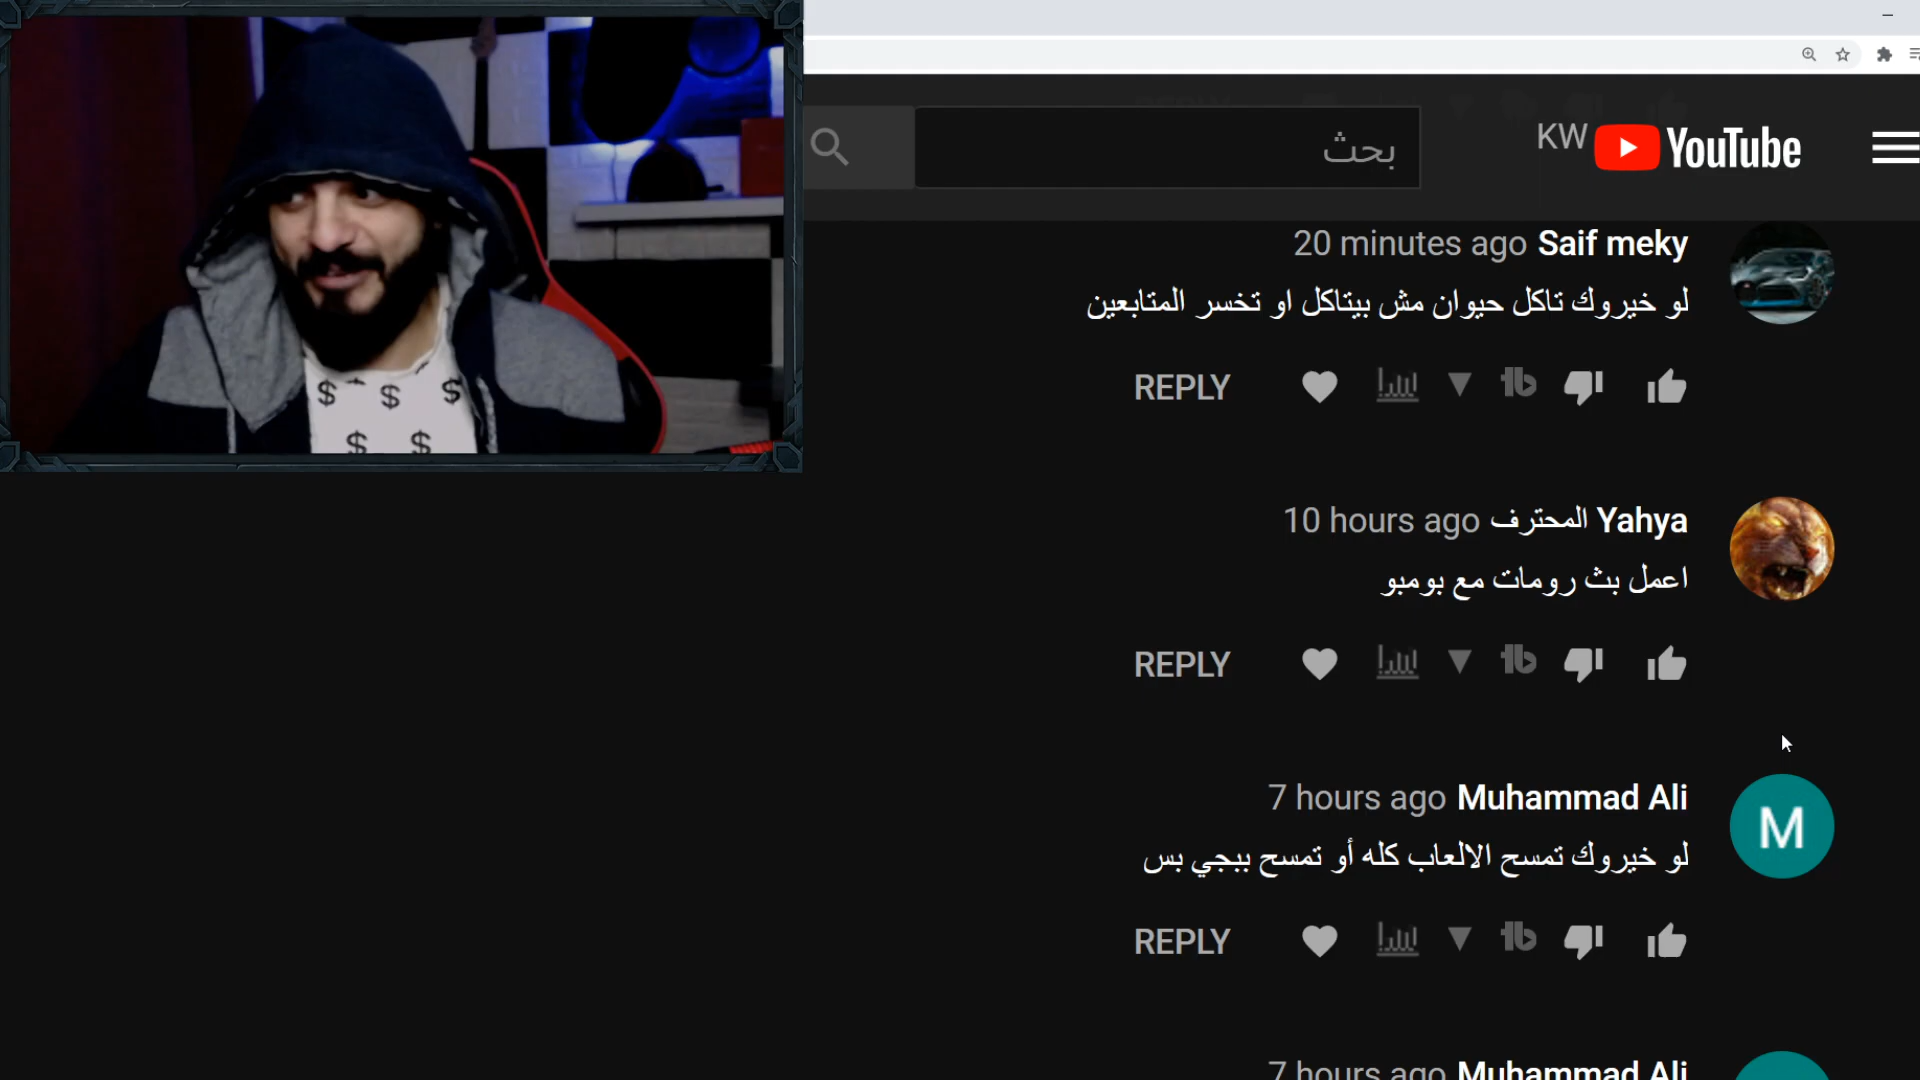 بحث
YouTube KW
Saif meky 20 minutes ago
لو خيروك تاكل حيوان مش بيتاكل او تخسر المتابعين
REPLY
Yahya المحترف 10 hours ago
اعمل بث رومات مع بومبو
REPLY
Muhammad Ali 7 hours ago
لو خيروك تمسح الالعاب كله أو تمسح ببجي بس
REPLY
Muhammad Ali 7 hours ago
M
$ $ $
$ $